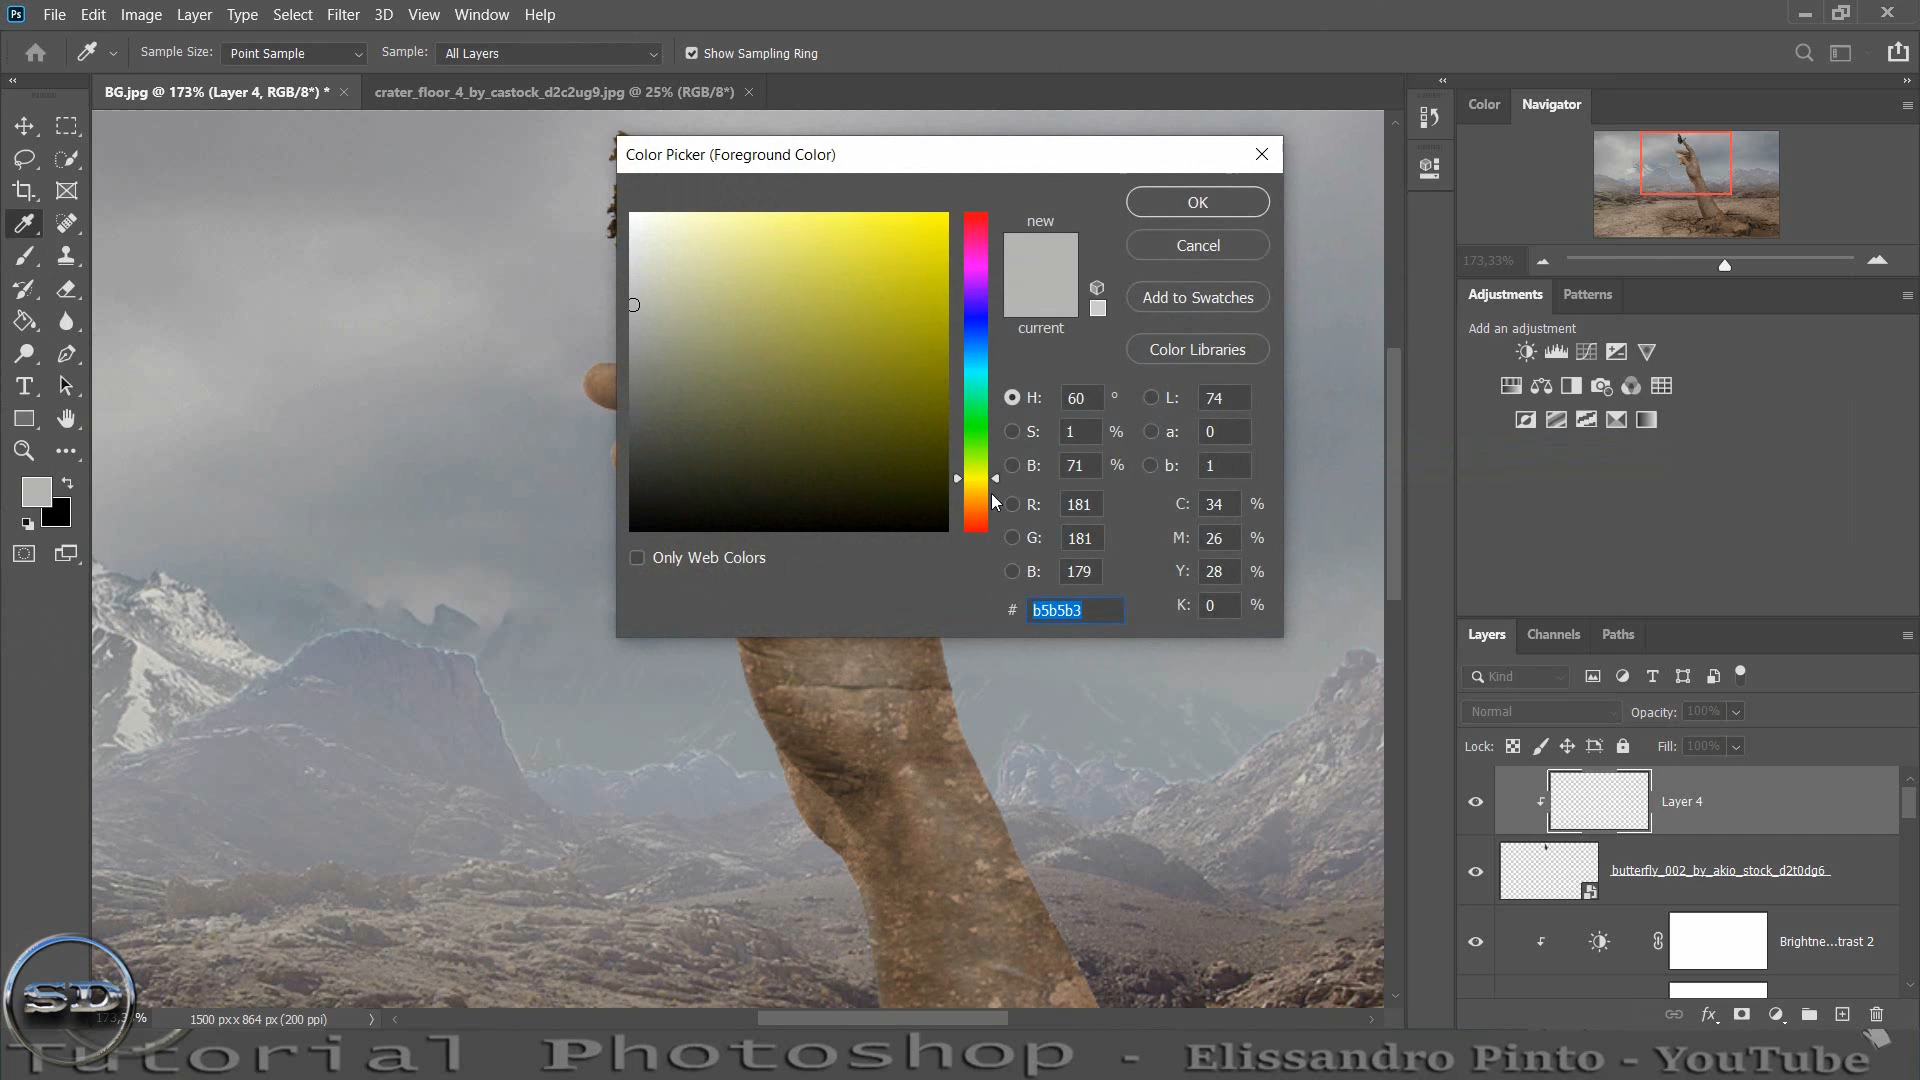 Ps File Edit Image Layer Type Select Filter 3D View Window Help
Sample Size: Point Sample Sample: All Layers Show Sampling Ring
BG.jpg @ 173% (Layer 4, RGB/8*) * crater_floor_4_by_castock_d2c2ug9.jpg @ 25% (RGB/8*)
Color Navigator
173,33%
Adjustments Patterns
Add an adjustment
Color Picker (Foreground Color)
new
current
OK
Cancel
Add to Swatches
Color Libraries
H: 60 ° L: 74
S: 1 % a: 0
B: 71 % b: 1
R: 181 C: 34 %
G: 181 M: 26 %
B: 179 Y: 28 %
# b5b5b3 K: 0 %
Only Web Colors
Layers Channels Paths
Kind
Normal Opacity: 100%
Lock: Fill: 100%
Layer 4
butterfly_002_by_akio_stock_d2t0dg6
Brightne...trast 2
SD
1500 px x 864 px (200 ppi)
Tutorial Photoshop - Elissandro Pinto - YouTube